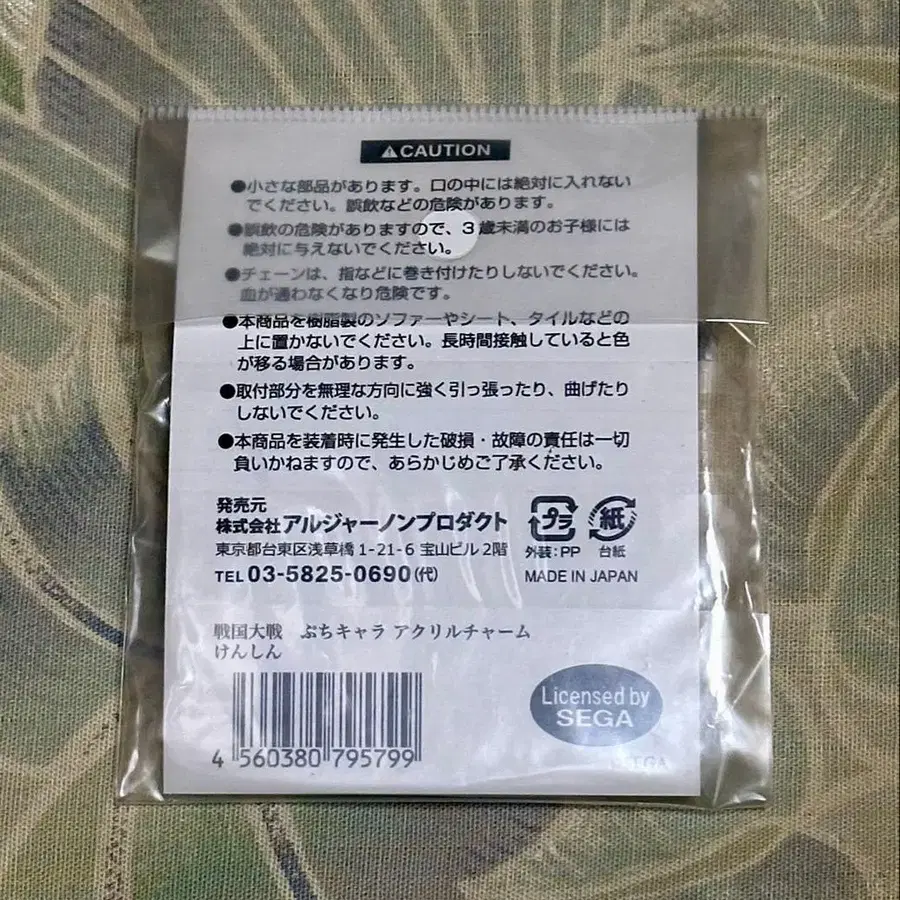 ⚠CAUTION
●小さな部品があります。口の中には絶対に入れない
でください。誤飲などの危険があります。
●誤飲の危険がありますので、3歳未満のお子様には
絶対に与えないでください。
●チェーンは、指などに巻き付けたりしないでください。
血が通わなくなり危険です。
●本商品を樹脂製のソファーやシート、タイルなどの
上に置かないでください。長時間接触していると色
が移る場合があります。
●取付部分を無理な方向に強く引っ張ったり、曲げたり
しないでください。
●本商品を装着時に発生した破損・故障の責任は一切
負いかねますので、あらかじめご了承ください。
発売元
株式会社アルジャーノンプロダクト
東京都台東区浅草橋1-21-6 宝山ビル2階
TEL 03-5825-0690(代)
プラ
外装:PP
紙
台紙
MADE IN JAPAN
戦国大戦 ぷちキャラ アクリルチャーム
けんしん
4 560380 795799
Licensed by
SEGA
©SEGA